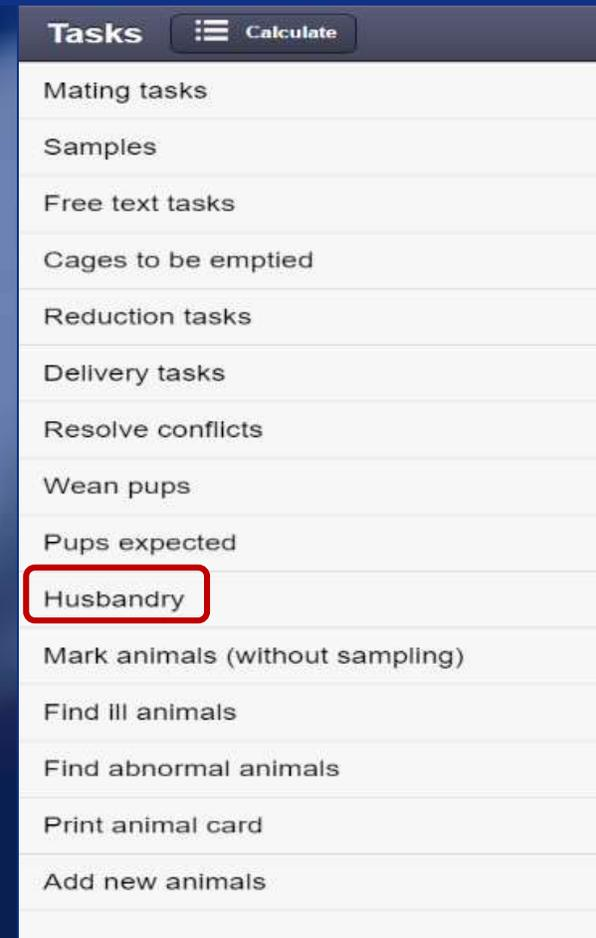 Tasks Calculate
Mating tasks
Samples
Free text tasks
Cages to be emptied
Reduction tasks
Delivery tasks
Resolve conflicts
Wean pups
Pups expected
Husbandry
Mark animals (without sampling)
Find ill animals
Find abnormal animals
Print animal card
Add new animals